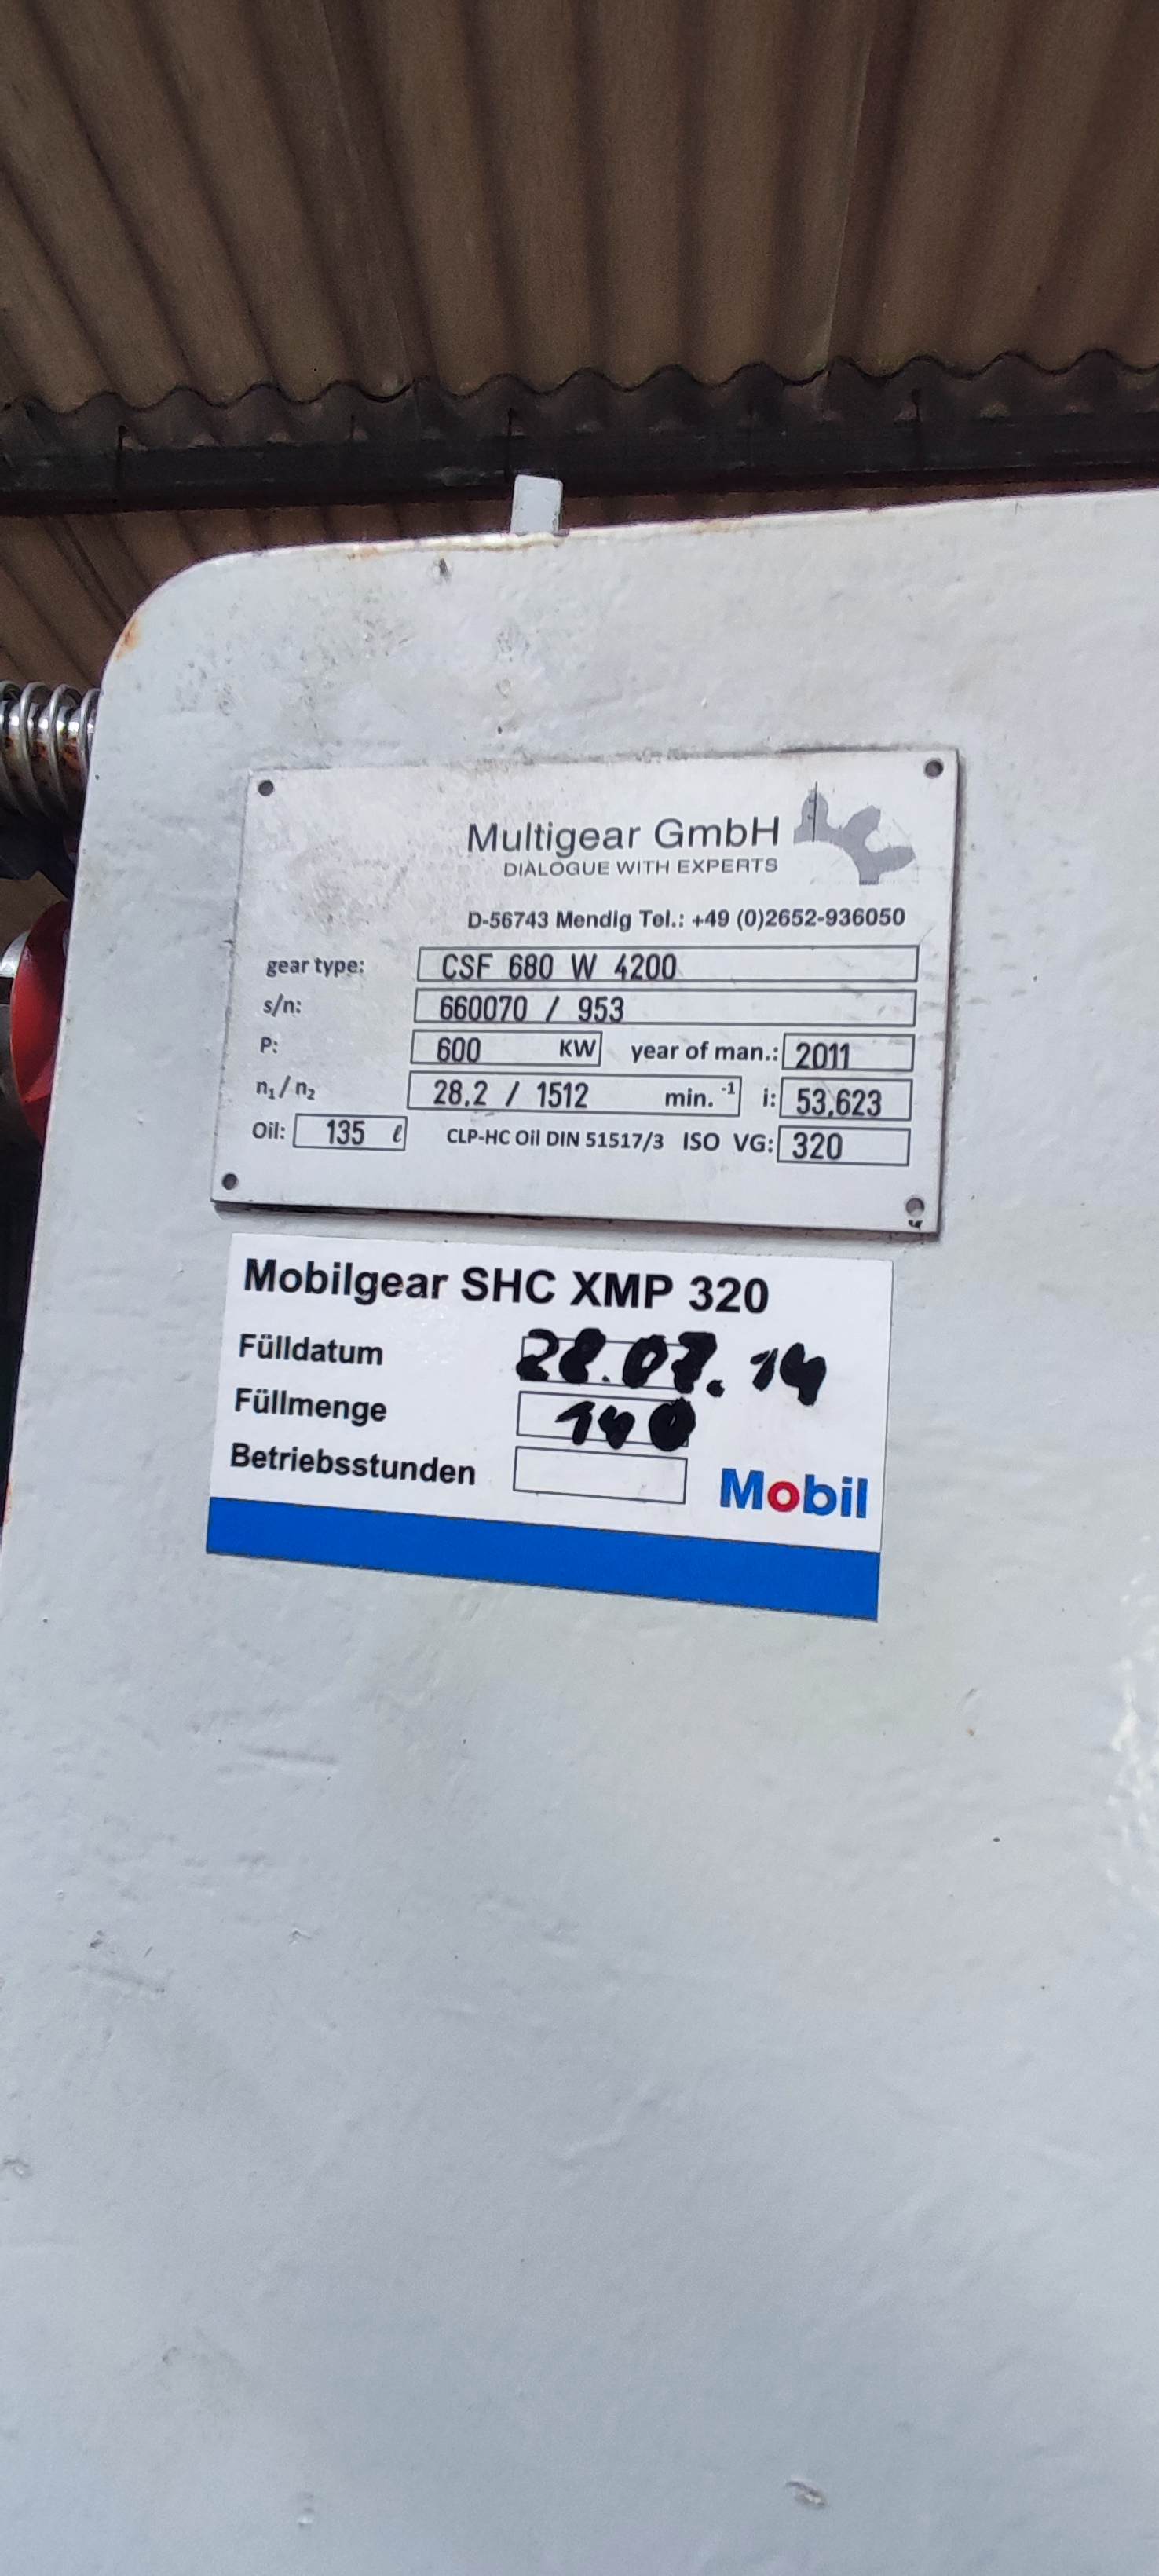 Multigear GmbH
DIALOGUE WITH EXPERTS
D-56743 Mendig Tel.: +49 (0)2652-936050
gear type: CSF 680 W 4200
s/n: 660070 / 953
P: 600 KW year of man.: 2011
n₁/n₂ 28.2 / 1512 min.⁻¹ i: 53,623
Oil: 135 ℓ CLP-HC Oil DIN 51517/3 ISO VG: 320
Mobilgear SHC XMP 320
Fülldatum 28.07.14
Füllmenge 140
Betriebsstunden
Mobil